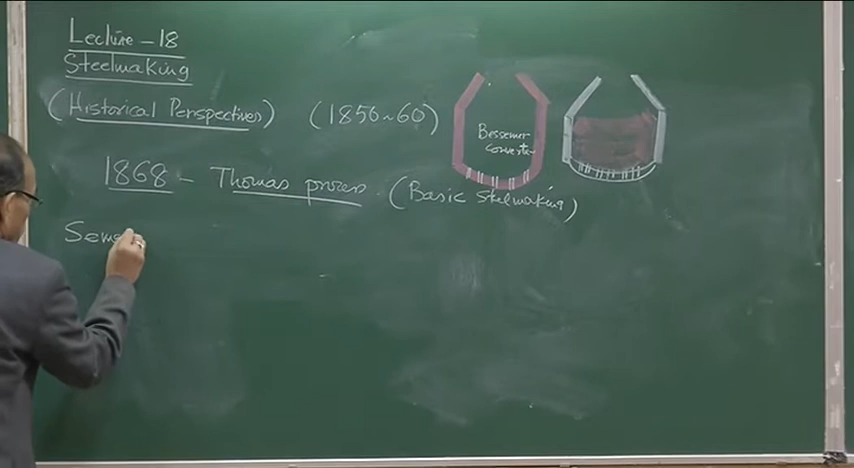 Lecture - 18
Steelmaking
(Historical Perspectives) (1856~60)
Bessemer
Converter
1868 - Thomas process. (Basic Steelmaking)